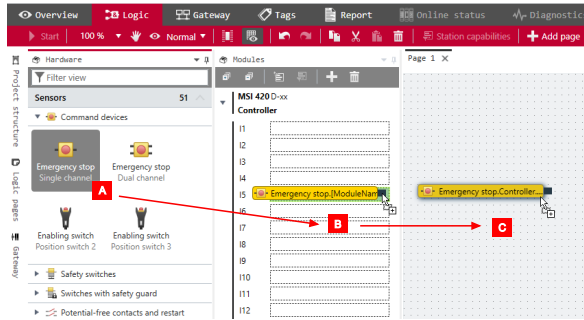 Overview Logic Gateway Tags Report Online status Diagnostic
Start 100 % Normal Station capabilities Add page
Hardware Modules Page 1
Project structure
Filter view
Sensors 51
MSI 420 D-xx
Controller
Command devices
I1
I2
I3
I4
Emergency stop
Single channel
Emergency stop
Dual channel
I5 Emergency stop.[ModuleNam
Emergency stop.Controller....
Logic pages
A
I6
B
C
I7
Enabling switch
Position switch 2
Enabling switch
Position switch 3
Gateway
I8
I9
Safety switches
I10
Switches with safety guard
I11
Potential-free contacts and restart
I12